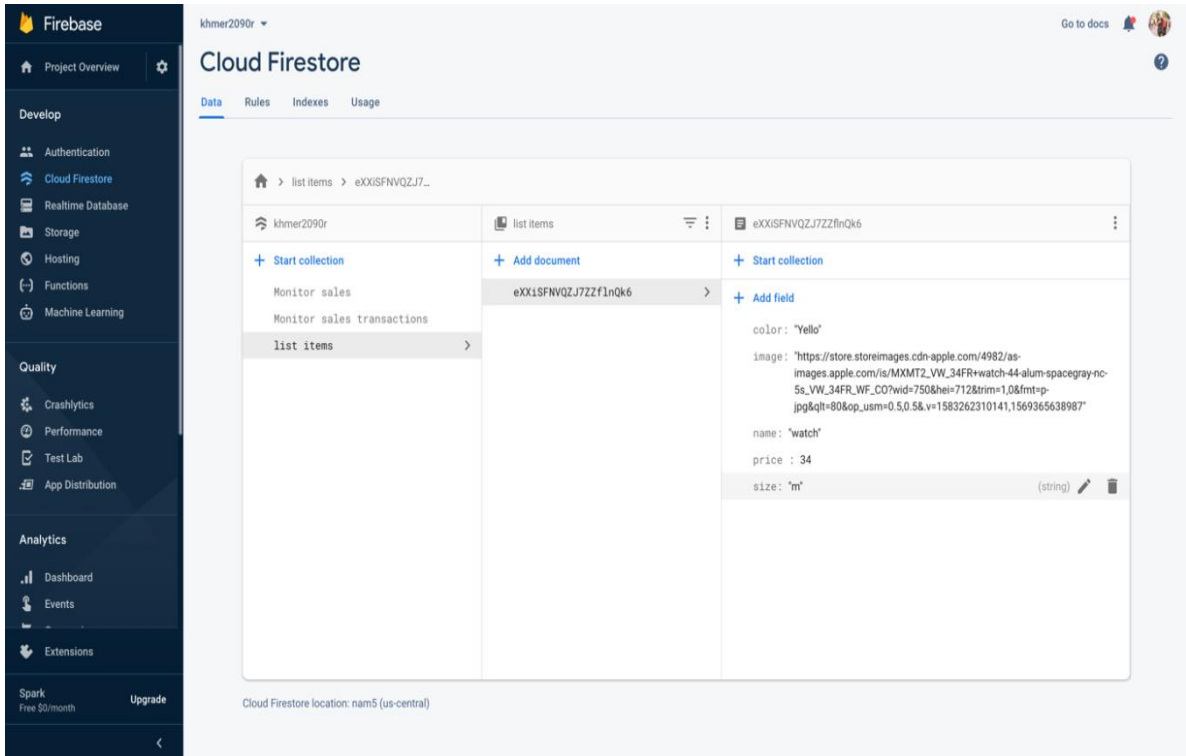 Firebase
Project Overview
Develop
Authentication
Cloud Firestore
Realtime Database
Storage
Hosting
Functions
Machine Learning
Quality
Crashlytics
Performance
Test Lab
App Distribution
Analytics
Dashboard
Events
Extensions
Spark
Free $0/month
Upgrade
khmer2090r
Go to docs
Cloud Firestore
Data Rules Indexes Usage
list items > eXXiSFNVQZJ7…
khmer2090r
Start collection
Monitor sales
Monitor sales transactions
list items
list items
Add document
eXXiSFNVQZJ7ZZflnQk6
eXXiSFNVQZJ7ZZflnQk6
Start collection
Add field
color: "Yello"
image: "https://store.storeimages.cdn-apple.com/4982/as-
images.apple.com/is/MXMT2_VW_34FR+watch-44-alum-spacegray-nc-
5s_VW_34FR_WF_CO?wid=750&hei=712&trim=1,0&fmt=p-
jpg&qlt=80&op_usm=0.5,0.5&.v=1583262310141,1569365638987"
name: "watch"
price : 34
size: "m" (string)
Cloud Firestore location: nam5 (us-central)